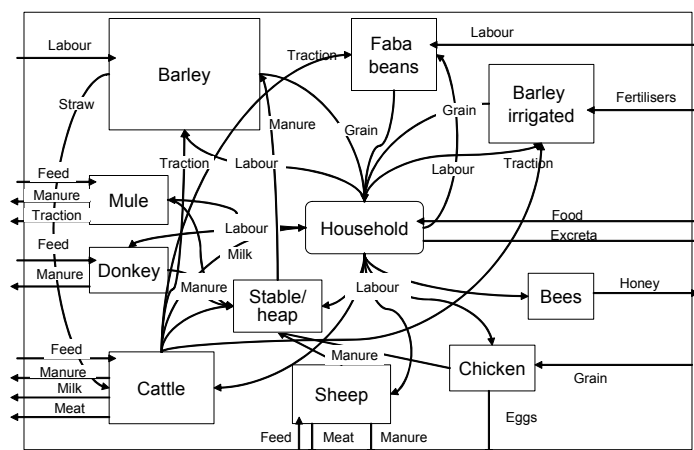 Labour
Barley
Traction
Faba
beans
Labour
Straw
Manure
Grain
Grain
Barley
irrigated
Fertilisers
Traction
Labour
Labour
Traction
Feed
Manure
Traction
Mule
Labour
Milk
Household
Food
Excreta
Feed
Manure
Donkey
Manure
Stable/
heap
Labour
Bees
Honey
Feed
Manure
Milk
Meat
Cattle
Manure
Sheep
Chicken
Grain
Eggs
Feed
Meat
Manure